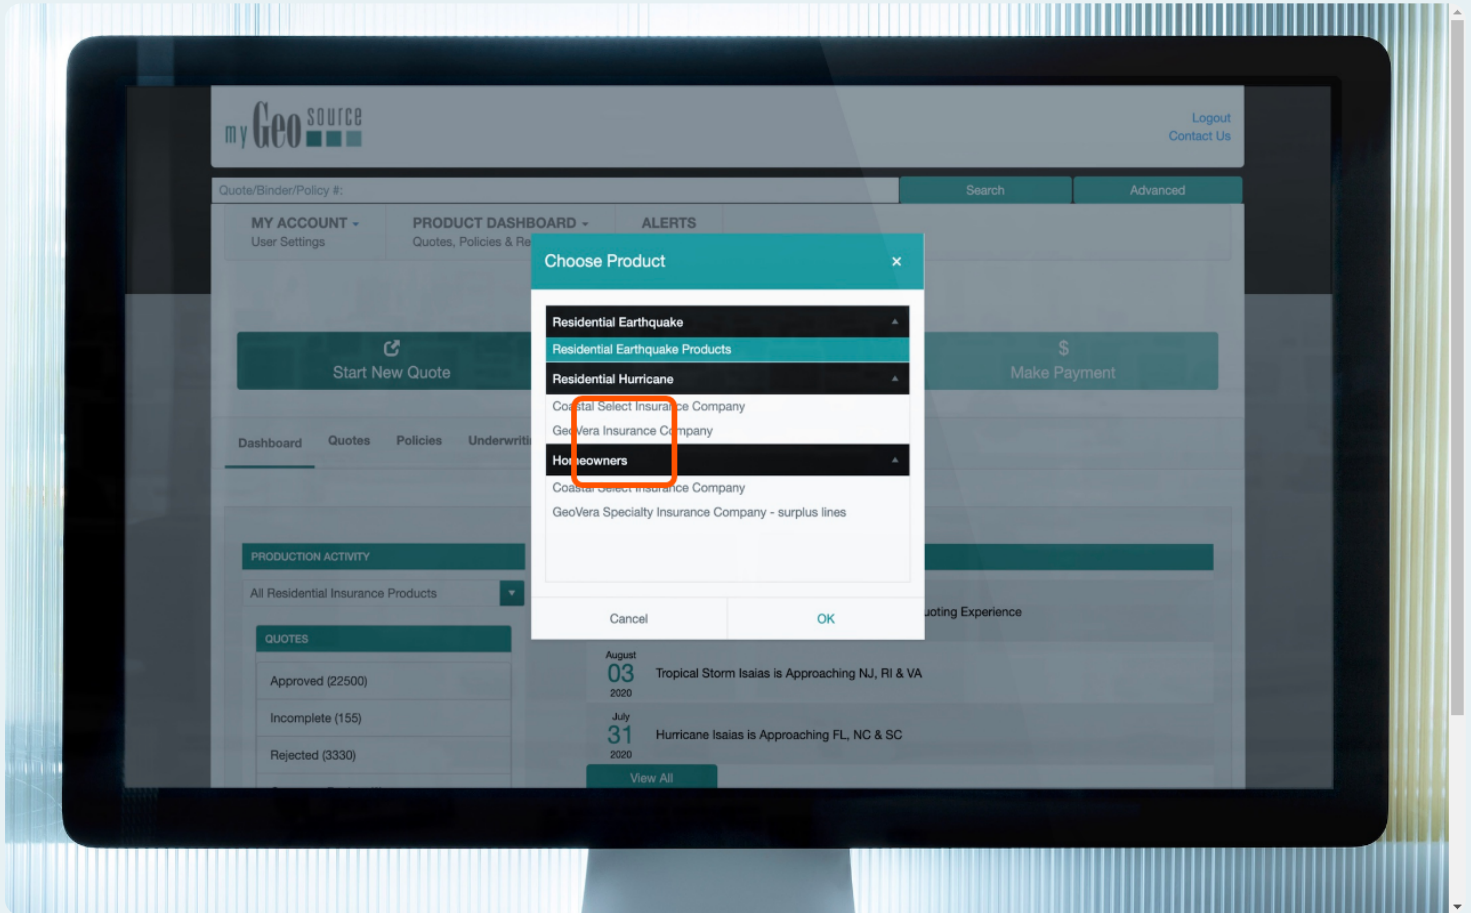 my Geo source
Logout
Contact Us
Quote/Binder/Policy #:
Search
Advanced
MY ACCOUNT
User Settings
PRODUCT DASHBOARD
Quotes, Policies & Re
ALERTS
Choose Product
×
Residential Earthquake
Residential Earthquake Products
Residential Hurricane
Coastal Select Insurance Company
GeoVera Insurance Company
Homeowners
Coastal Select Insurance Company
GeoVera Specialty Insurance Company - surplus lines
Cancel
OK
Start New Quote
$
Make Payment
Dashboard
Quotes
Policies
Underwriti
PRODUCTION ACTIVITY
All Residential Insurance Products
QUOTES
Approved (22500)
Incomplete (155)
Rejected (3330)
uoting Experience
August
03
2020
Tropical Storm Isaias is Approaching NJ, RI & VA
July
31
2020
Hurricane Isaias is Approaching FL, NC & SC
View All